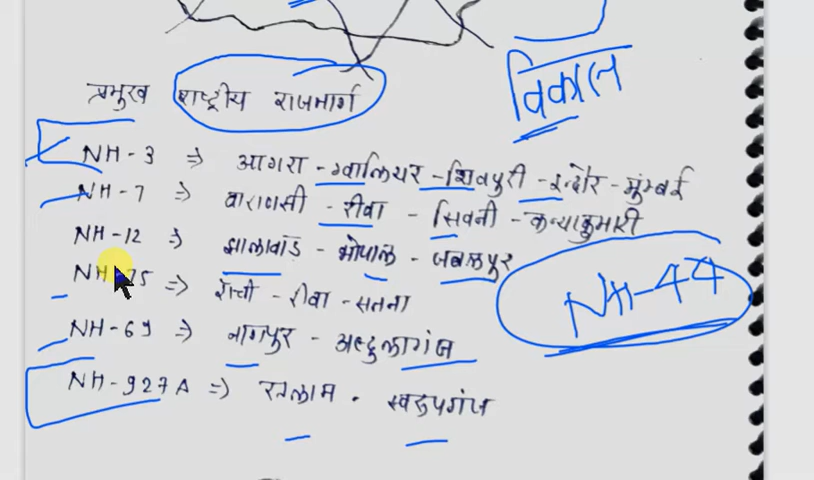 विकास
प्रमुख राष्ट्रीय राजमार्ग
NH-3 ⇒ आगरा - ग्वालियर - शिवपुरी - इन्दौर - मुंम्बई
NH-7 ⇒ वाराणसी - रीवा - सिवनी - कन्याकुमारी
NH-12 ⇒ झालावाड - भोपाल - जबलपुर
NH-75 ⇒ रांची - रीवा - सतना
NH-44
NH-69 ⇒ नागपुर - अब्दुलागंज
NH-927A ⇒ रतलाम - स्वरुपगंज